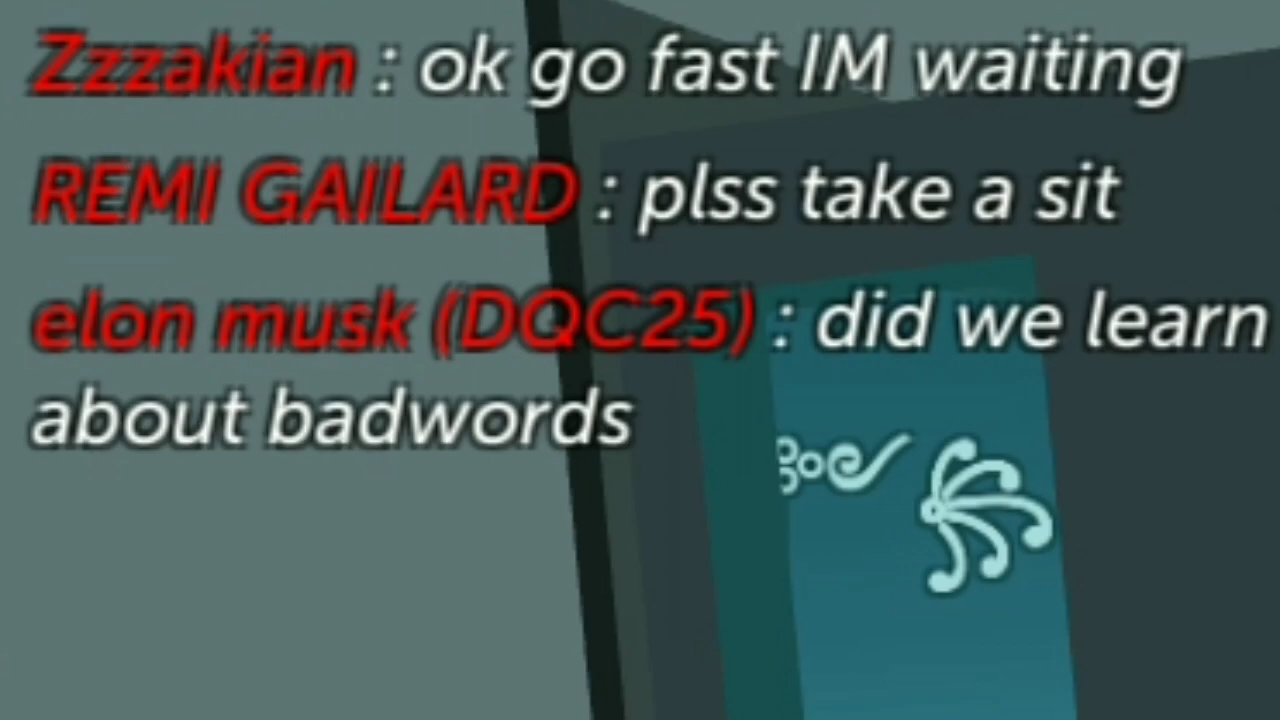 Zzzakian : ok go fast IM waiting
REMI GAILARD : plss take a sit
elon musk (DQC25) : did we learn
about badwords